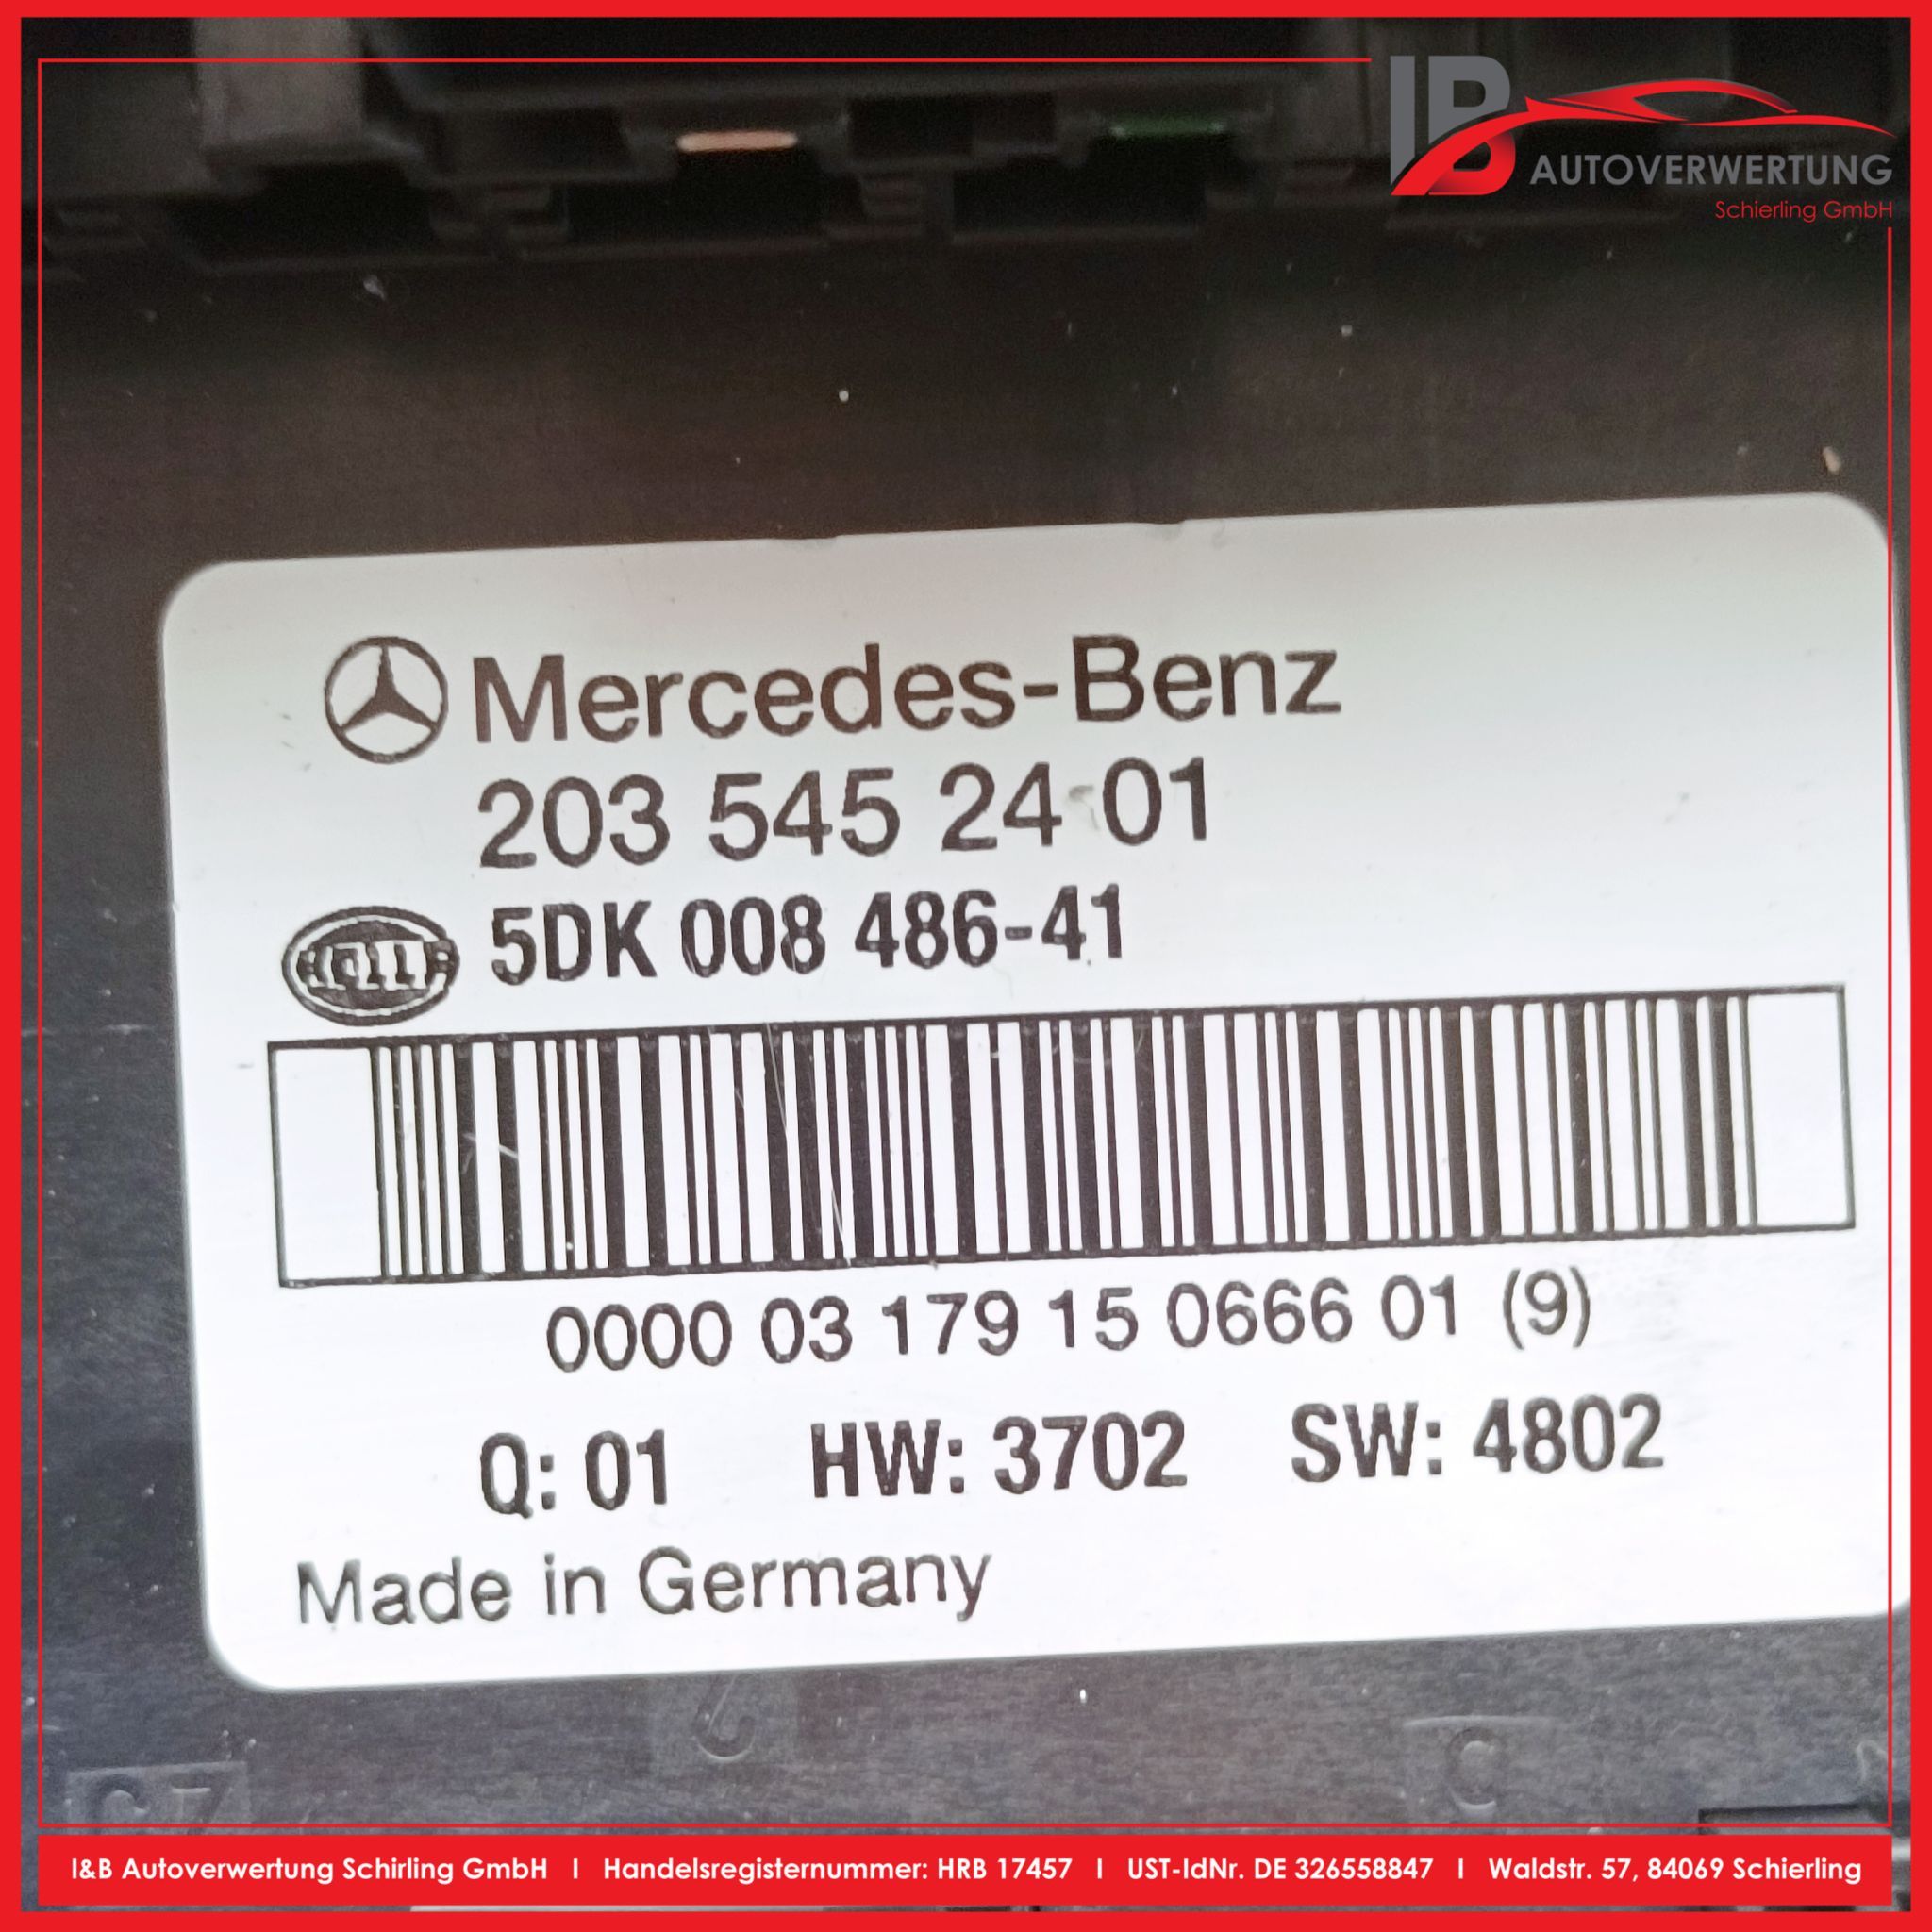 IB
AUTOVERWERTUNG
Schierling GmbH
Mercedes-Benz
203 545 24 01
HELLA 5DK 008 486-41
0000 03 179 15 0666 01 (9)
Q: 01 HW: 3702 SW: 4802
Made in Germany
C
C7
I&B Autoverwertung Schirling GmbH I Handelsregisternummer: HRB 17457 I UST-IdNr. DE 326558847 I Waldstr. 57, 84069 Schierling